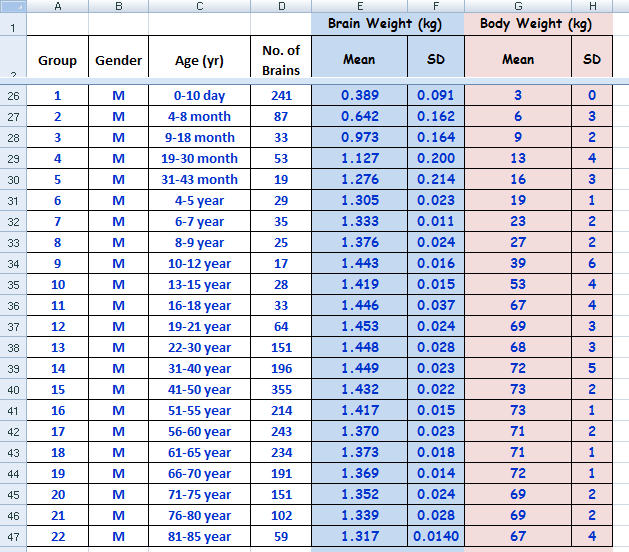 A B C D E F G H
1 Brain Weight (kg) Body Weight (kg)
2 Group Gender Age (yr) No. of Brains Mean SD Mean SD
26 1 M 0-10 day 241 0.389 0.091 3 0
27 2 M 4-8 month 87 0.642 0.162 6 3
28 3 M 9-18 month 33 0.973 0.164 9 2
29 4 M 19-30 month 53 1.127 0.200 13 4
30 5 M 31-43 month 19 1.276 0.214 16 3
31 6 M 4-5 year 29 1.305 0.023 19 1
32 7 M 6-7 year 35 1.333 0.011 23 2
33 8 M 8-9 year 25 1.376 0.024 27 2
34 9 M 10-12 year 17 1.443 0.016 39 6
35 10 M 13-15 year 28 1.419 0.015 53 4
36 11 M 16-18 year 33 1.446 0.037 67 4
37 12 M 19-21 year 64 1.453 0.024 69 3
38 13 M 22-30 year 151 1.448 0.028 68 3
39 14 M 31-40 year 196 1.449 0.023 72 5
40 15 M 41-50 year 355 1.432 0.022 73 2
41 16 M 51-55 year 214 1.417 0.015 73 1
42 17 M 56-60 year 243 1.370 0.023 71 2
43 18 M 61-65 year 234 1.373 0.018 71 1
44 19 M 66-70 year 191 1.369 0.014 72 1
45 20 M 71-75 year 151 1.352 0.024 69 2
46 21 M 76-80 year 102 1.339 0.028 69 2
47 22 M 81-85 year 59 1.317 0.0140 67 4